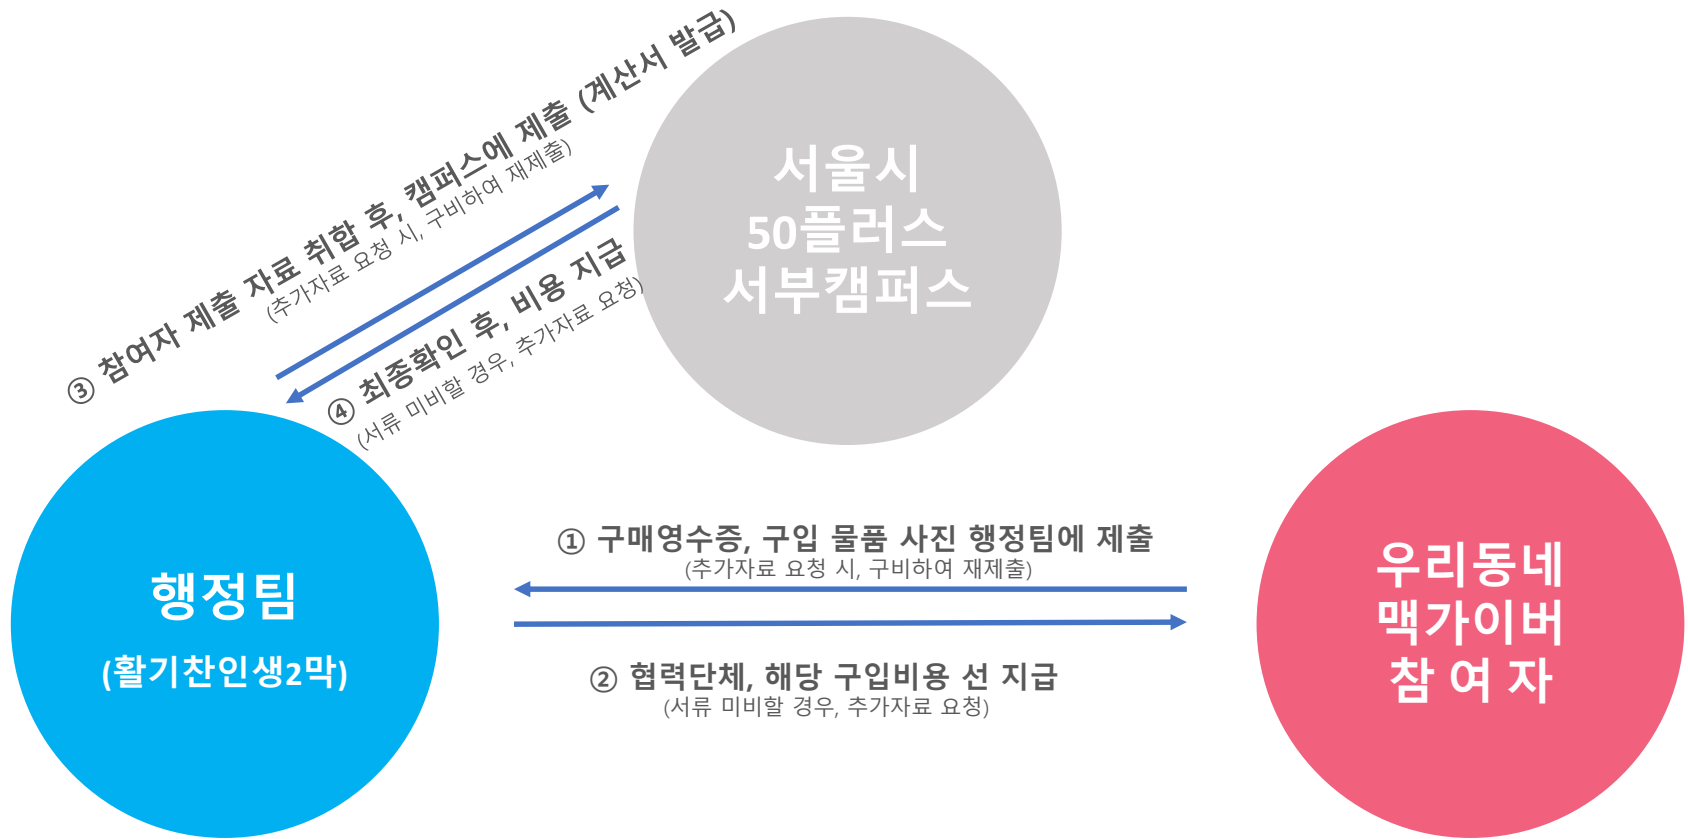 ③ 참여자 제출 자료 취합 후, 캠퍼스에 제출 (계산서 발급)
(추가자료 요청 시, 구비하여 재제출)
④ 최종확인 후, 비용 지급
(서류 미비할 경우, 추가자료 요청)
서울시
50플러스
서부캠퍼스
① 구매영수증, 구입 물품 사진 행정팀에 제출
(추가자료 요청 시, 구비하여 재제출)
② 협력단체, 해당 구입비용 선 지급
(서류 미비할 경우, 추가자료 요청)
행정팀
(활기찬인생2막)
우리동네
맥가이버
참 여 자